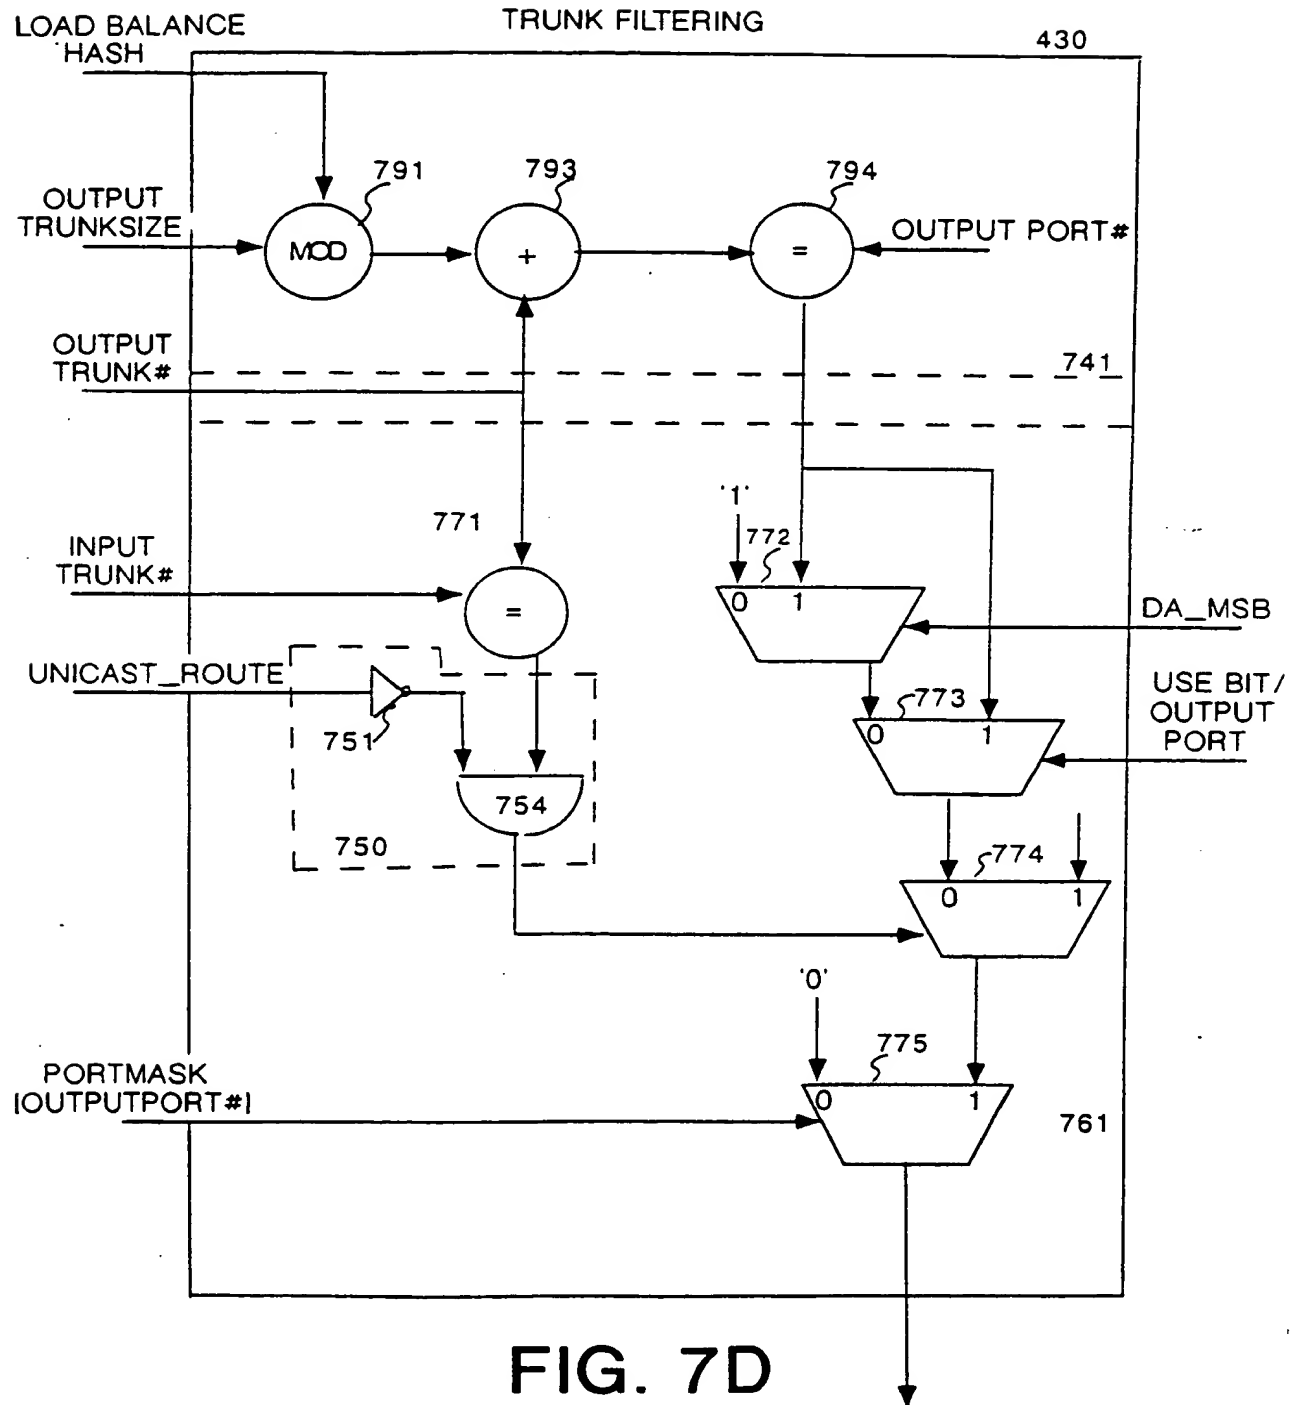 TRUNK FILTERING
LOAD BALANCE
HASH
430
791
793
794
OUTPUT
TRUNKSIZE
MOD
+
=
OUTPUT PORT#
OUTPUT
TRUNK#
741
'1'
771
772
INPUT
TRUNK#
=
0 1
DA_MSB
UNICAST_ROUTE
751
773
0 1
USE BIT/
OUTPUT
PORT
754
750
774
0 1
'0'
775
PORTMASK
|OUTPUTPORT#|
0 1
761
FIG. 7D